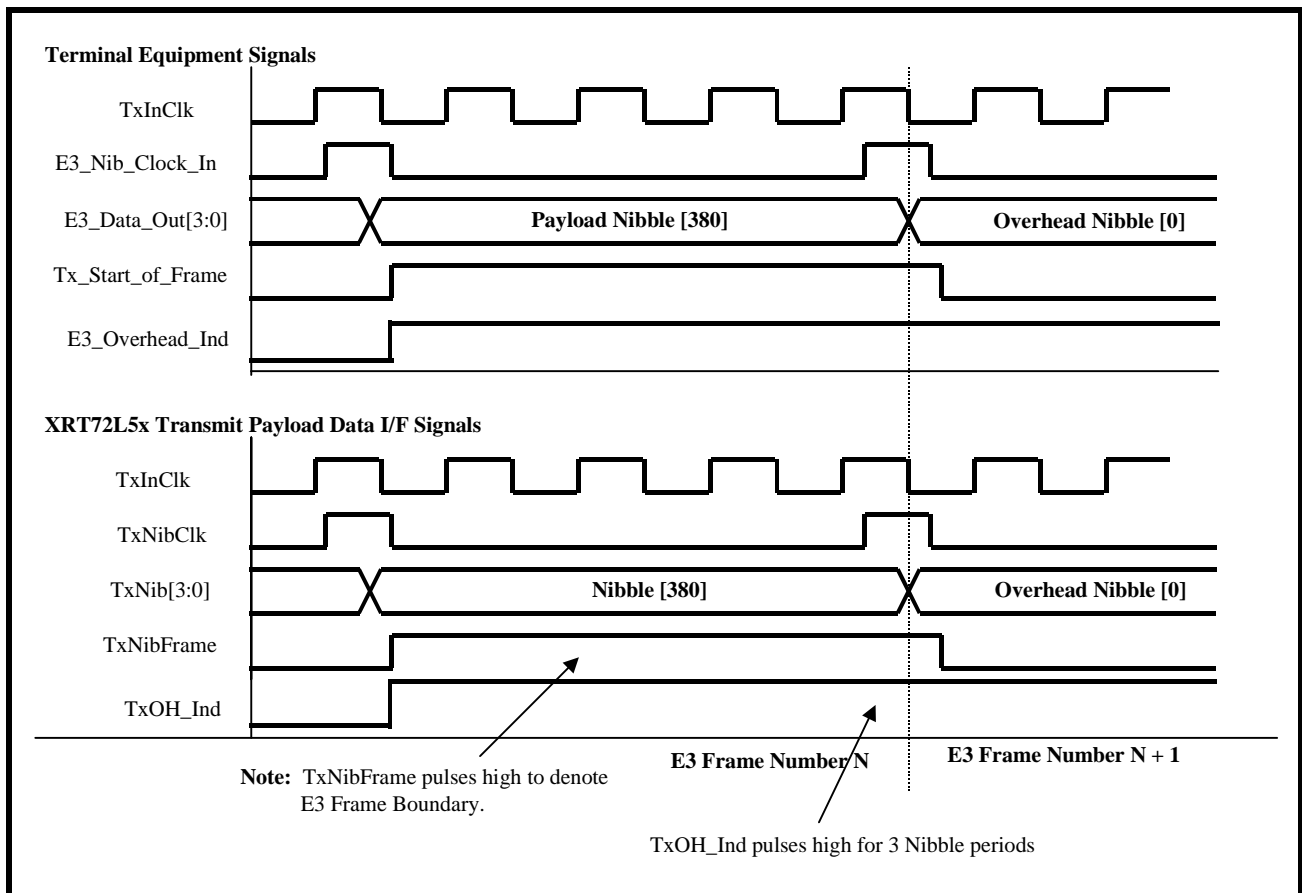 Terminal Equipment Signals
TxInClk
E3_Nib_Clock_In
E3_Data_Out[3:0]
Payload Nibble [380]
Overhead Nibble [0]
Tx_Start_of_Frame
E3_Overhead_Ind
XRT72L5x Transmit Payload Data I/F Signals
TxInClk
TxNibClk
TxNib[3:0]
Nibble [380]
Overhead Nibble [0]
TxNibFrame
TxOH_Ind
E3 Frame Number N
E3 Frame Number N + 1
Note: TxNibFrame pulses high to denote
E3 Frame Boundary.
TxOH_Ind pulses high for 3 Nibble periods